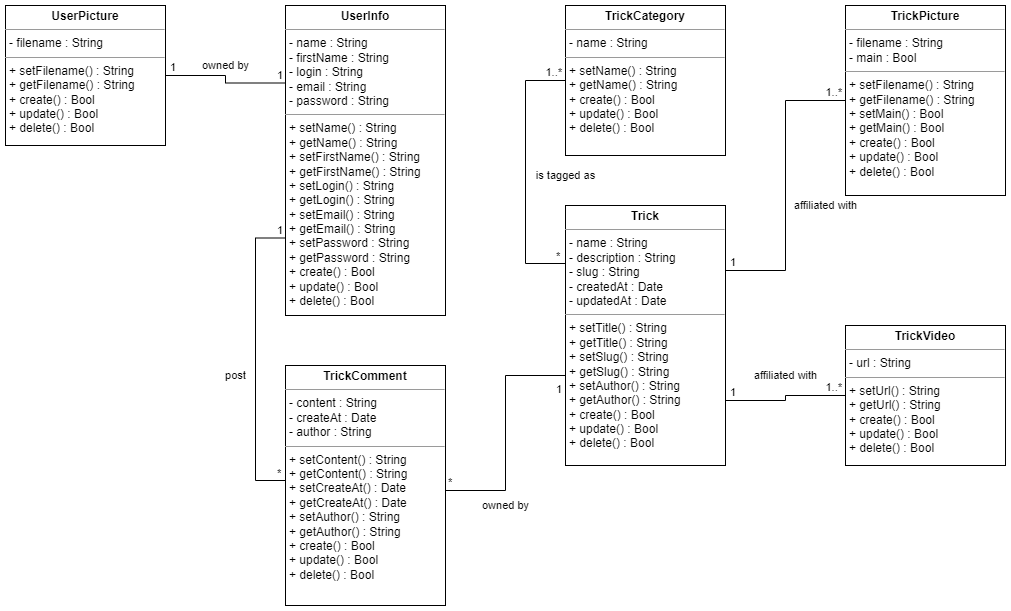 UserPicture
- filename : String
+ setFilename() : String
+ getFilename() : String
+ create() : Bool
+ update() : Bool
+ delete() : Bool
1
owned by
1
UserInfo
- name : String
- firstName : String
- login : String
- email : String
- password : String
+ setName() : String
+ getName() : String
+ setFirstName() : String
+ getFirstName() : String
+ setLogin() : String
+ getLogin() : String
+ setEmail() : String
+ getEmail() : String
+ setPassword : String
+ getPassword : String
+ create() : Bool
+ update() : Bool
+ delete() : Bool
1
post
*
TrickComment
- content : String
- createAt : Date
- author : String
+ setContent() : String
+ getContent() : String
+ setCreateAt() : Date
+ getCreateAt() : Date
+ setAuthor() : String
+ getAuthor() : String
+ create() : Bool
+ update() : Bool
+ delete() : Bool
*
owned by
1
TrickCategory
- name : String
+ setName() : String
+ getName() : String
+ create() : Bool
+ update() : Bool
+ delete() : Bool
1..*
is tagged as
*
Trick
- name : String
- description : String
- slug : String
- createdAt : Date
- updatedAt : Date
+ setTitle() : String
+ getTitle() : String
+ setSlug() : String
+ getSlug() : String
+ setAuthor() : String
+ getAuthor() : String
+ create() : Bool
+ update() : Bool
+ delete() : Bool
1
affiliated with
1..*
TrickPicture
- filename : String
- main : Bool
+ setFilename() : String
+ getFilename() : String
+ setMain() : Bool
+ getMain() : Bool
+ create() : Bool
+ update() : Bool
+ delete() : Bool
1
affiliated with
1..*
TrickVideo
- url : String
+ setUrl() : String
+ getUrl() : String
+ create() : Bool
+ update() : Bool
+ delete() : Bool